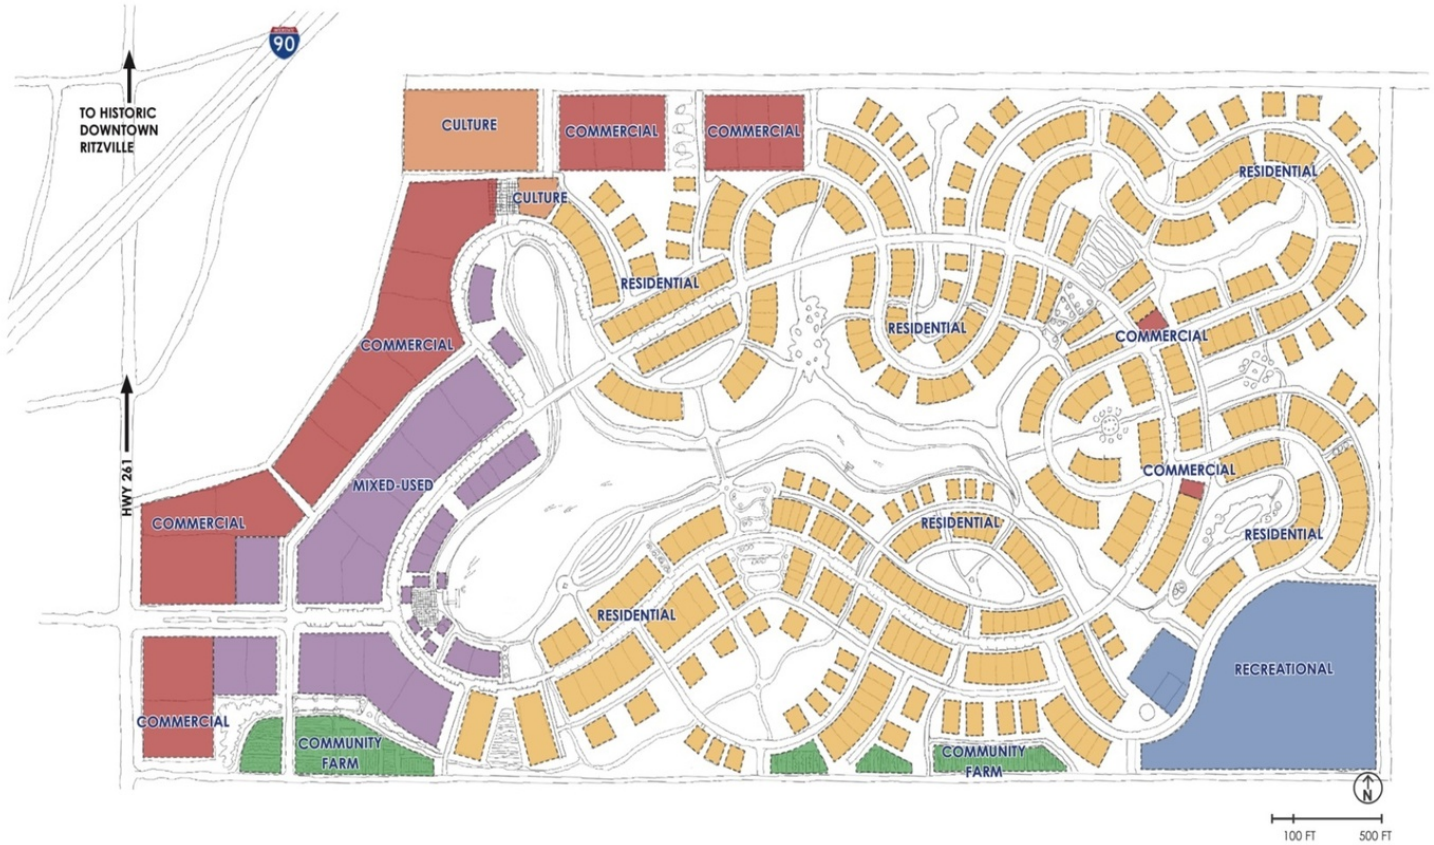 90
TO HISTORIC
DOWNTOWN
RITZVILLE
CULTURE
COMMERCIAL
COMMERCIAL
RESIDENTIAL
CULTURE
RESIDENTIAL
RESIDENTIAL
COMMERCIAL
COMMERCIAL
HWY 261
MIXED-USED
COMMERCIAL
COMMERCIAL
RESIDENTIAL
RESIDENTIAL
RESIDENTIAL
RECREATIONAL
COMMERCIAL
COMMUNITY
FARM
COMMUNITY
FARM
N
100 FT
500 FT